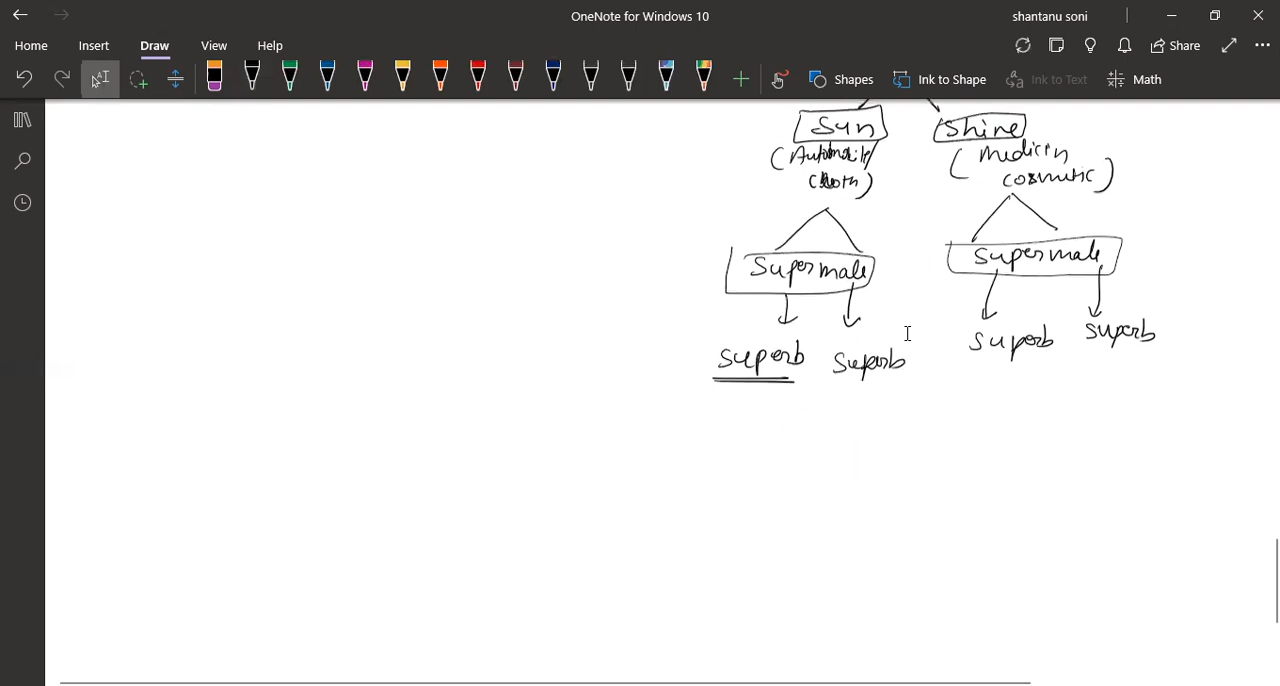 OneNote for Windows 10
shantanu soni
Home Insert Draw View Help
Share
Shapes Ink to Shape Ink to Text Math
Sun Shine
(Automobile/ (Medicin
cosmetic)
Supermale Supermale
Superb Superb Superb Superb